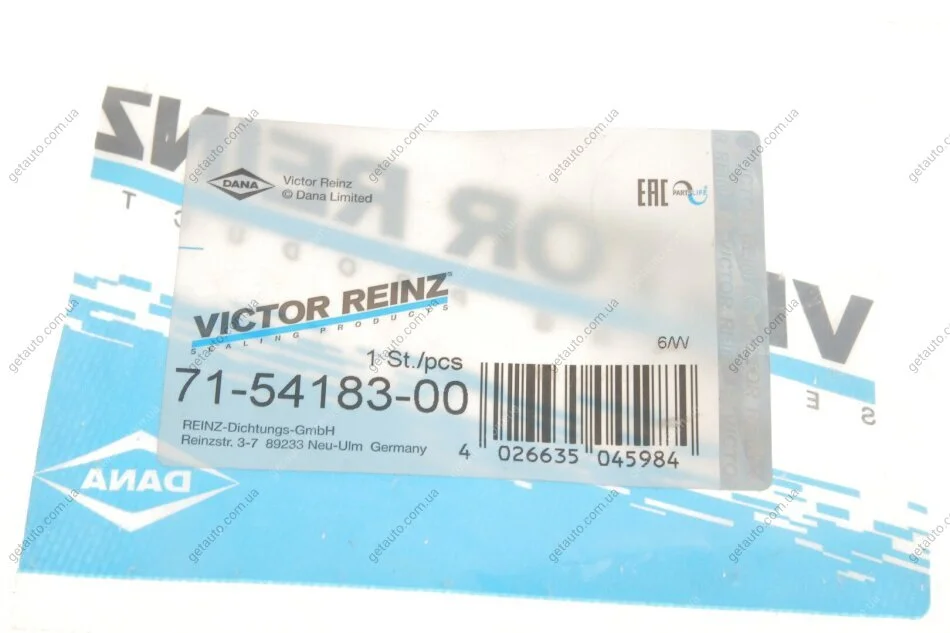 DANA
Victor Reinz
© Dana Limited
EAC
PARTSLIFE
VICTOR REINZ®
SEALING PRODUCTS
6/W
1 St./pcs
71-54183-00
REINZ-Dichtungs-GmbH
Reinzstr. 3-7 89233 Neu-Ulm Germany
4 026635 045984
DANA
getauto.com.ua